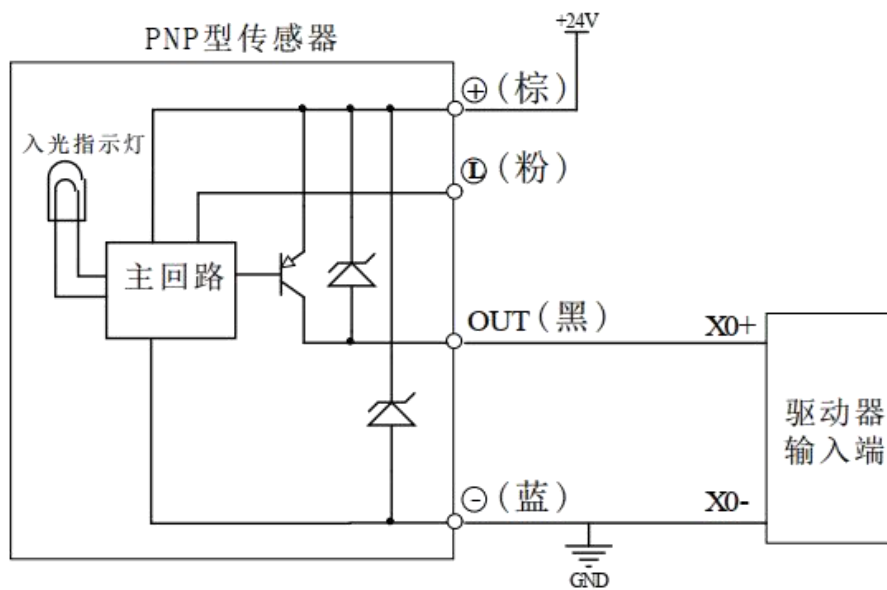 PNP型传感器
+24V
⊕(棕)
入光指示灯
Ⓛ(粉)
主回路
OUT(黑)
X0+
驱动器
输入端
⊖(蓝)
X0-
GND